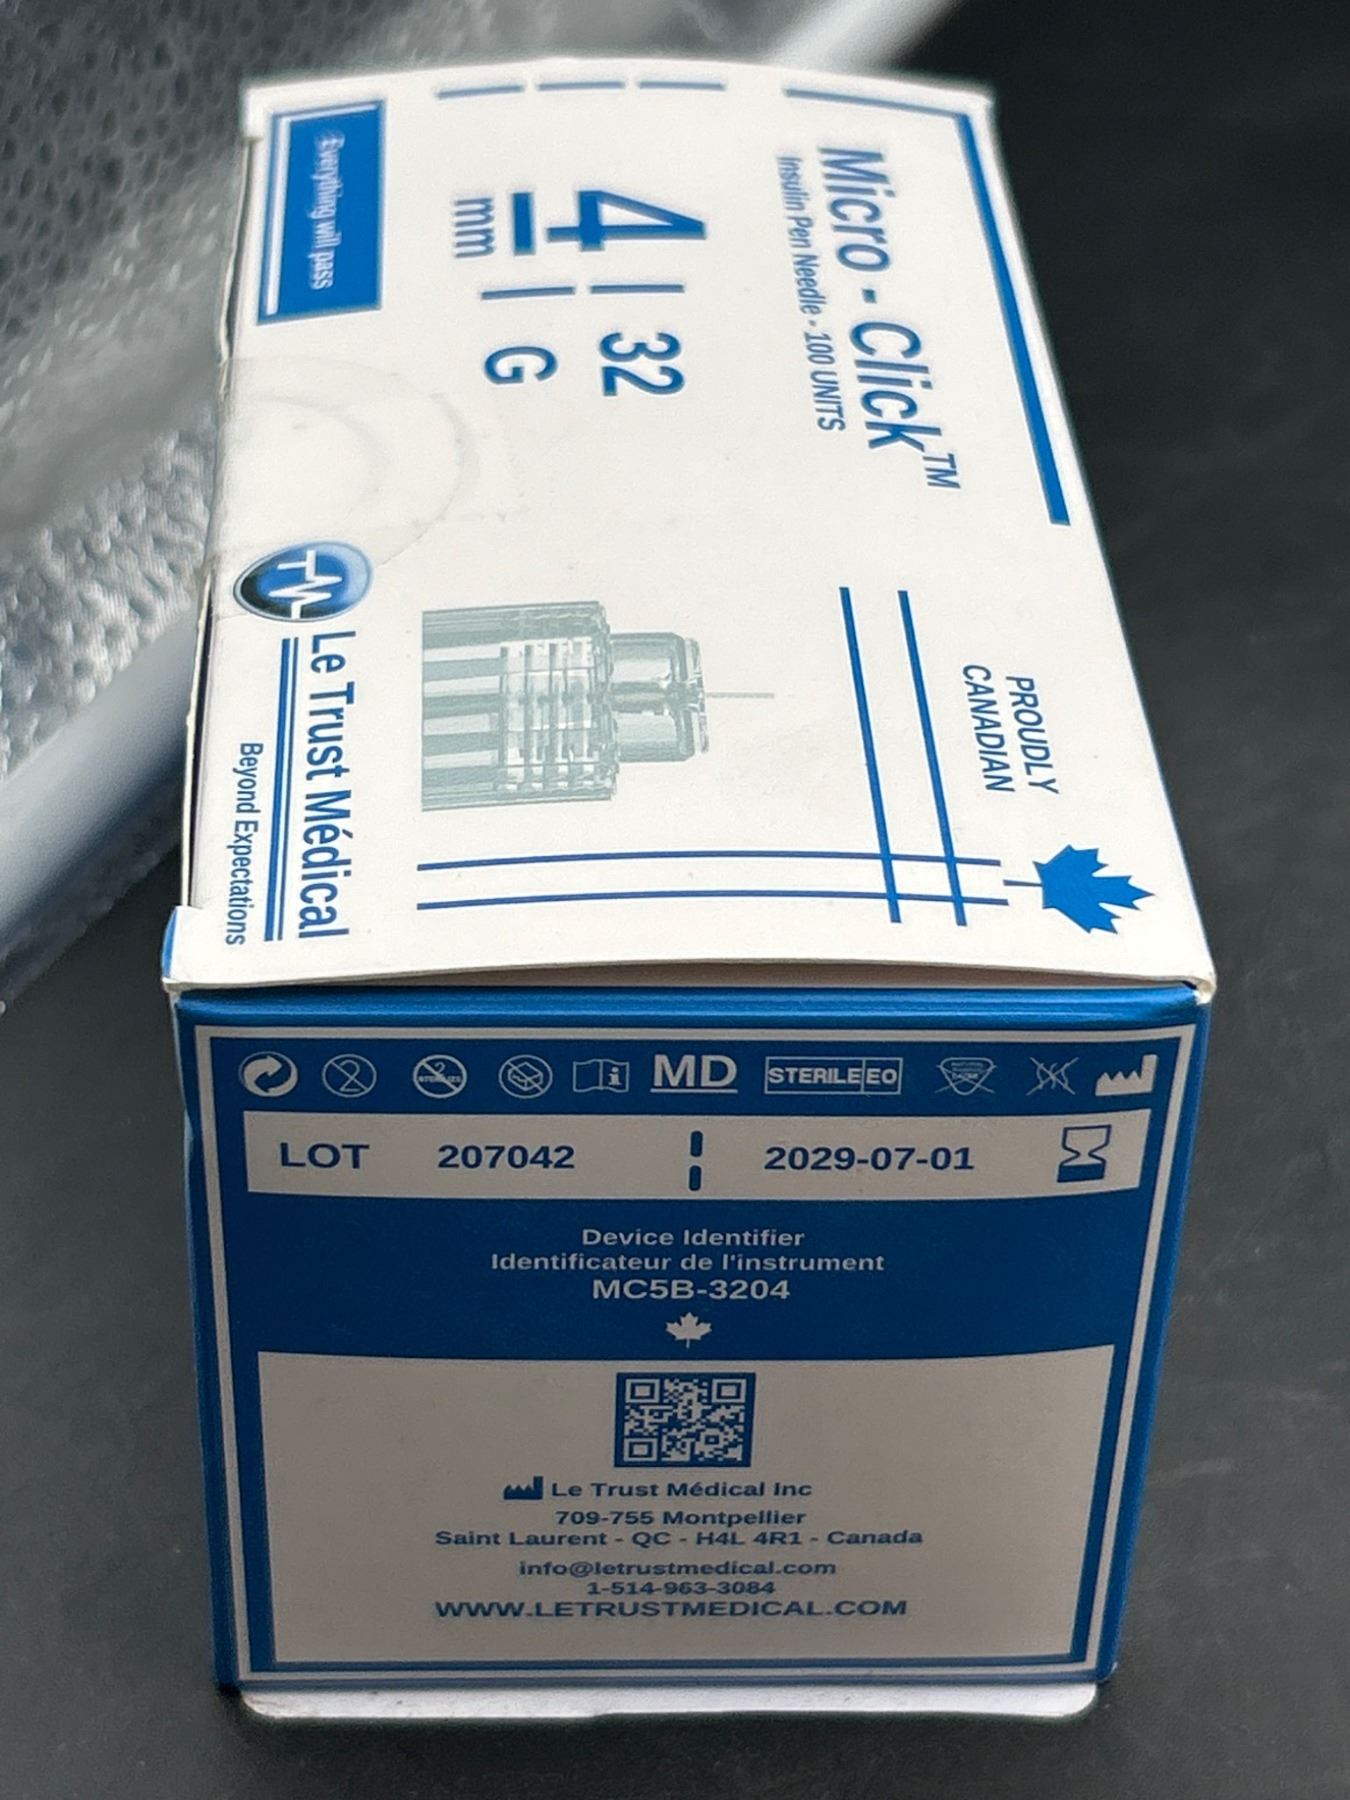 Micro - Click™
Insulin Pen Needle - 100 UNITS
4 | 32
mm | G
Everything will pass
PROUDLY
CANADIAN
Le Trust Médical
Beyond Expectations
MD
STERILE EO
LOT 207042 2029-07-01
Device Identifier
Identificateur de l'instrument
MC5B-3204
Le Trust Médical Inc
709-755 Montpellier
Saint Laurent - QC - H4L 4R1 - Canada
info@letrustmedical.com
1-514-963-3084
WWW.LETRUSTMEDICAL.COM